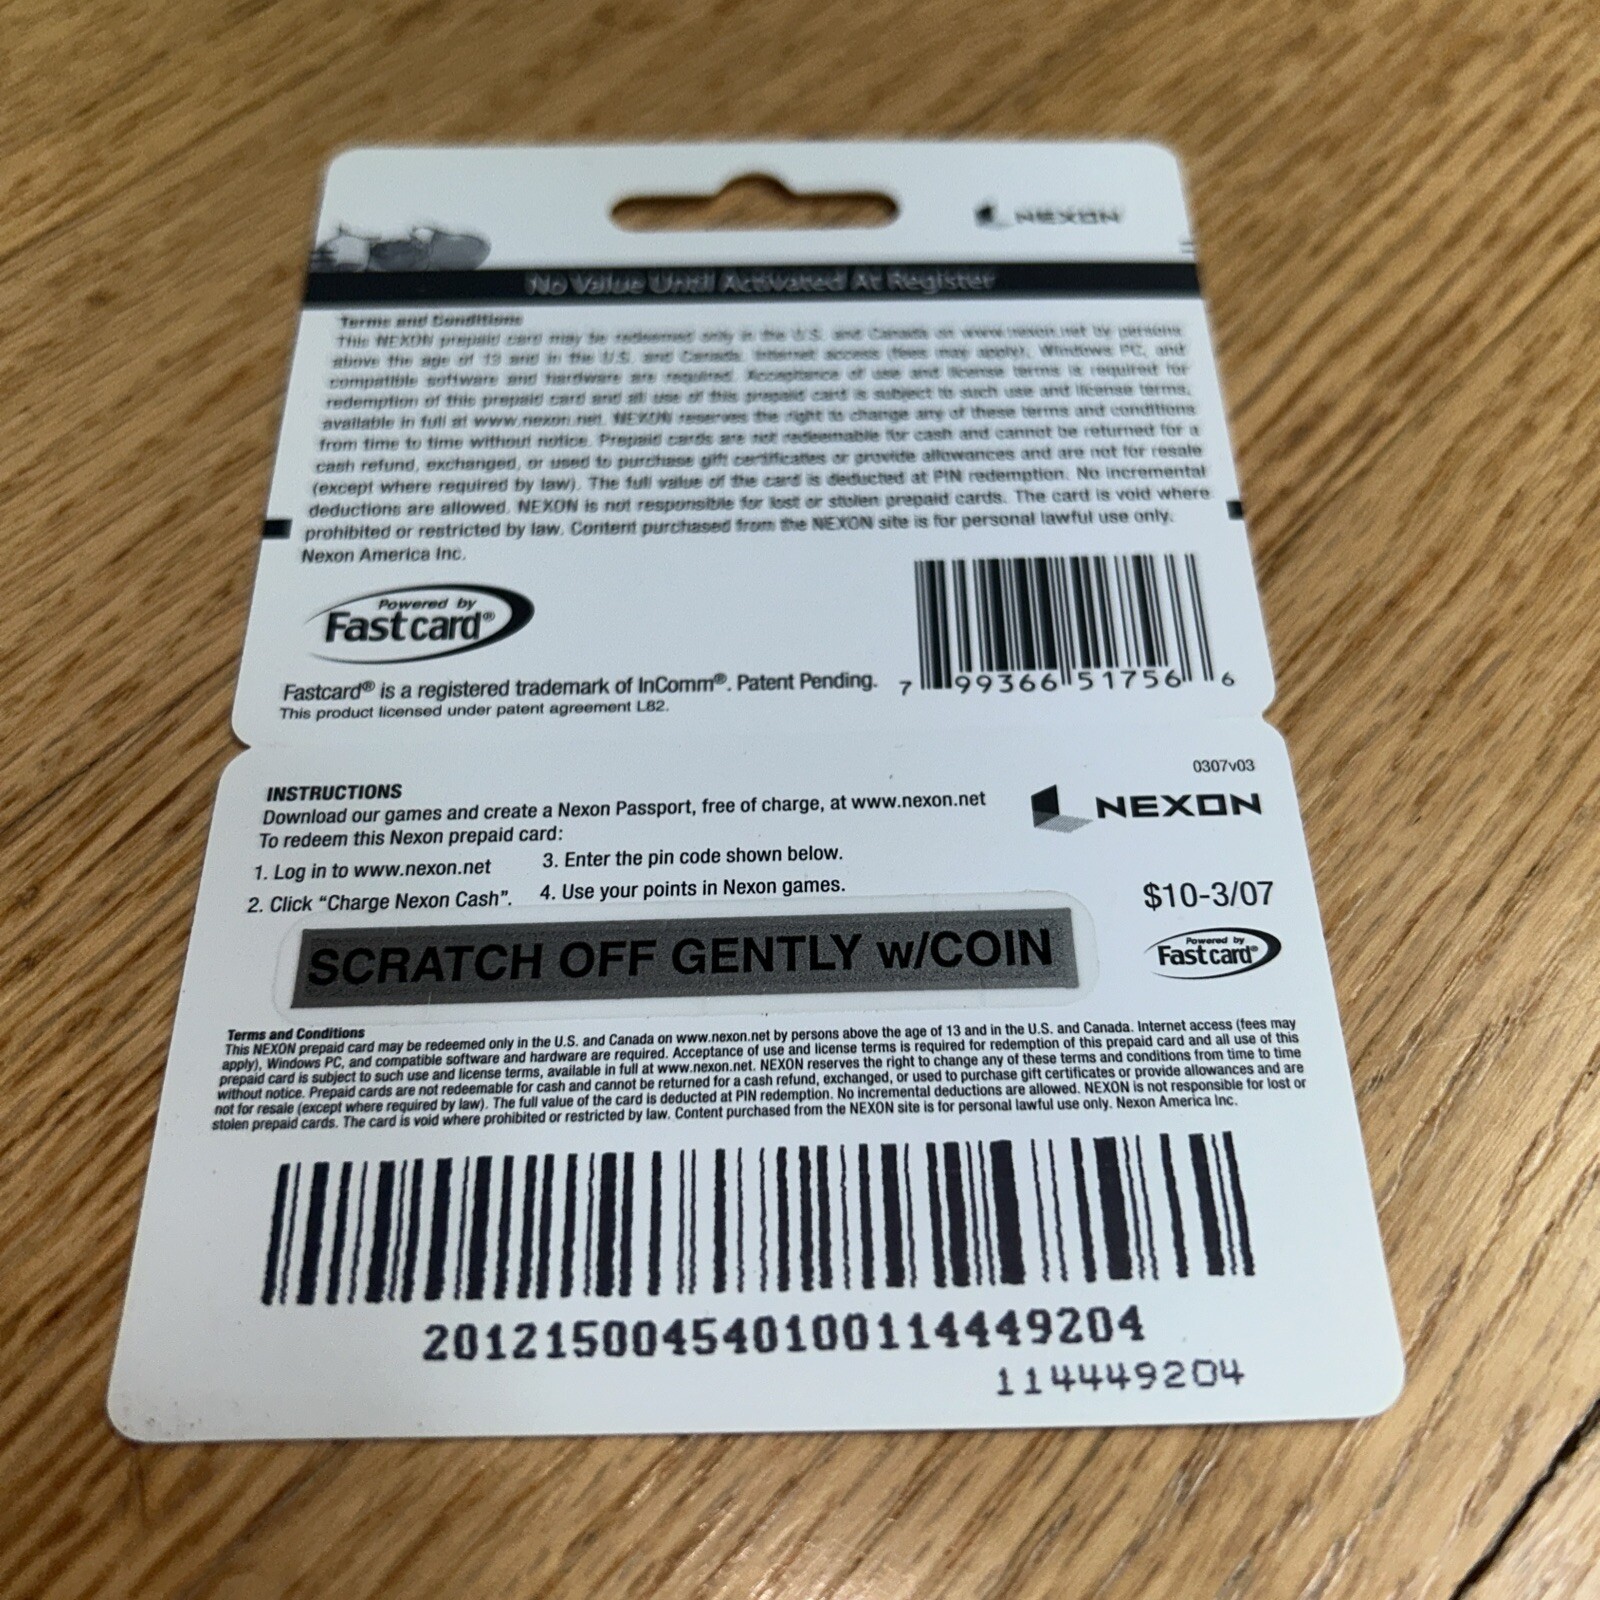 NEXON
No Value Until Activated At Register
Terms and Conditions
This NEXON prepaid card may be redeemed only in the U.S. and Canada on www.nexon.net by persons
above the age of 13 and in the U.S. and Canada. Internet access (fees may apply), Windows PC, and
compatible software and hardware are required. Acceptance of use and license terms is required for
redemption of this prepaid card and all use of this prepaid card is subject to such use and license terms,
available in full at www.nexon.net. NEXON reserves the right to change any of these terms and conditions
from time to time without notice. Prepaid cards are not redeemable for cash and cannot be returned for a
cash refund, exchanged, or used to purchase gift certificates or provide allowances and are not for resale
(except where required by law). The full value of the card is deducted at PIN redemption. No incremental
deductions are allowed. NEXON is not responsible for lost or stolen prepaid cards. The card is void where
prohibited or restricted by law. Content purchased from the NEXON site is for personal lawful use only.
Nexon America Inc.
Powered by
Fastcard®
Fastcard® is a registered trademark of InComm®. Patent Pending.
This product licensed under patent agreement L82.
7 99366 51756 6
0307v03
INSTRUCTIONS
Download our games and create a Nexon Passport, free of charge, at www.nexon.net
To redeem this Nexon prepaid card:
1. Log in to www.nexon.net
2. Click “Charge Nexon Cash”.
3. Enter the pin code shown below.
4. Use your points in Nexon games.
NEXON
$10-3/07
Powered by
Fastcard®
SCRATCH OFF GENTLY w/COIN
Terms and Conditions
This NEXON prepaid card may be redeemed only in the U.S. and Canada on www.nexon.net by persons above the age of 13 and in the U.S. and Canada. Internet access (fees may
apply), Windows PC, and compatible software and hardware are required. Acceptance of use and license terms is required for redemption of this prepaid card and all use of this
prepaid card is subject to such use and license terms, available in full at www.nexon.net. NEXON reserves the right to change any of these terms and conditions from time to time
without notice. Prepaid cards are not redeemable for cash and cannot be returned for a cash refund, exchanged, or used to purchase gift certificates or provide allowances and are
not for resale (except where required by law). The full value of the card is deducted at PIN redemption. No incremental deductions are allowed. NEXON is not responsible for lost or
stolen prepaid cards. The card is void where prohibited or restricted by law. Content purchased from the NEXON site is for personal lawful use only. Nexon America Inc.
201215004540100114449204
114449204